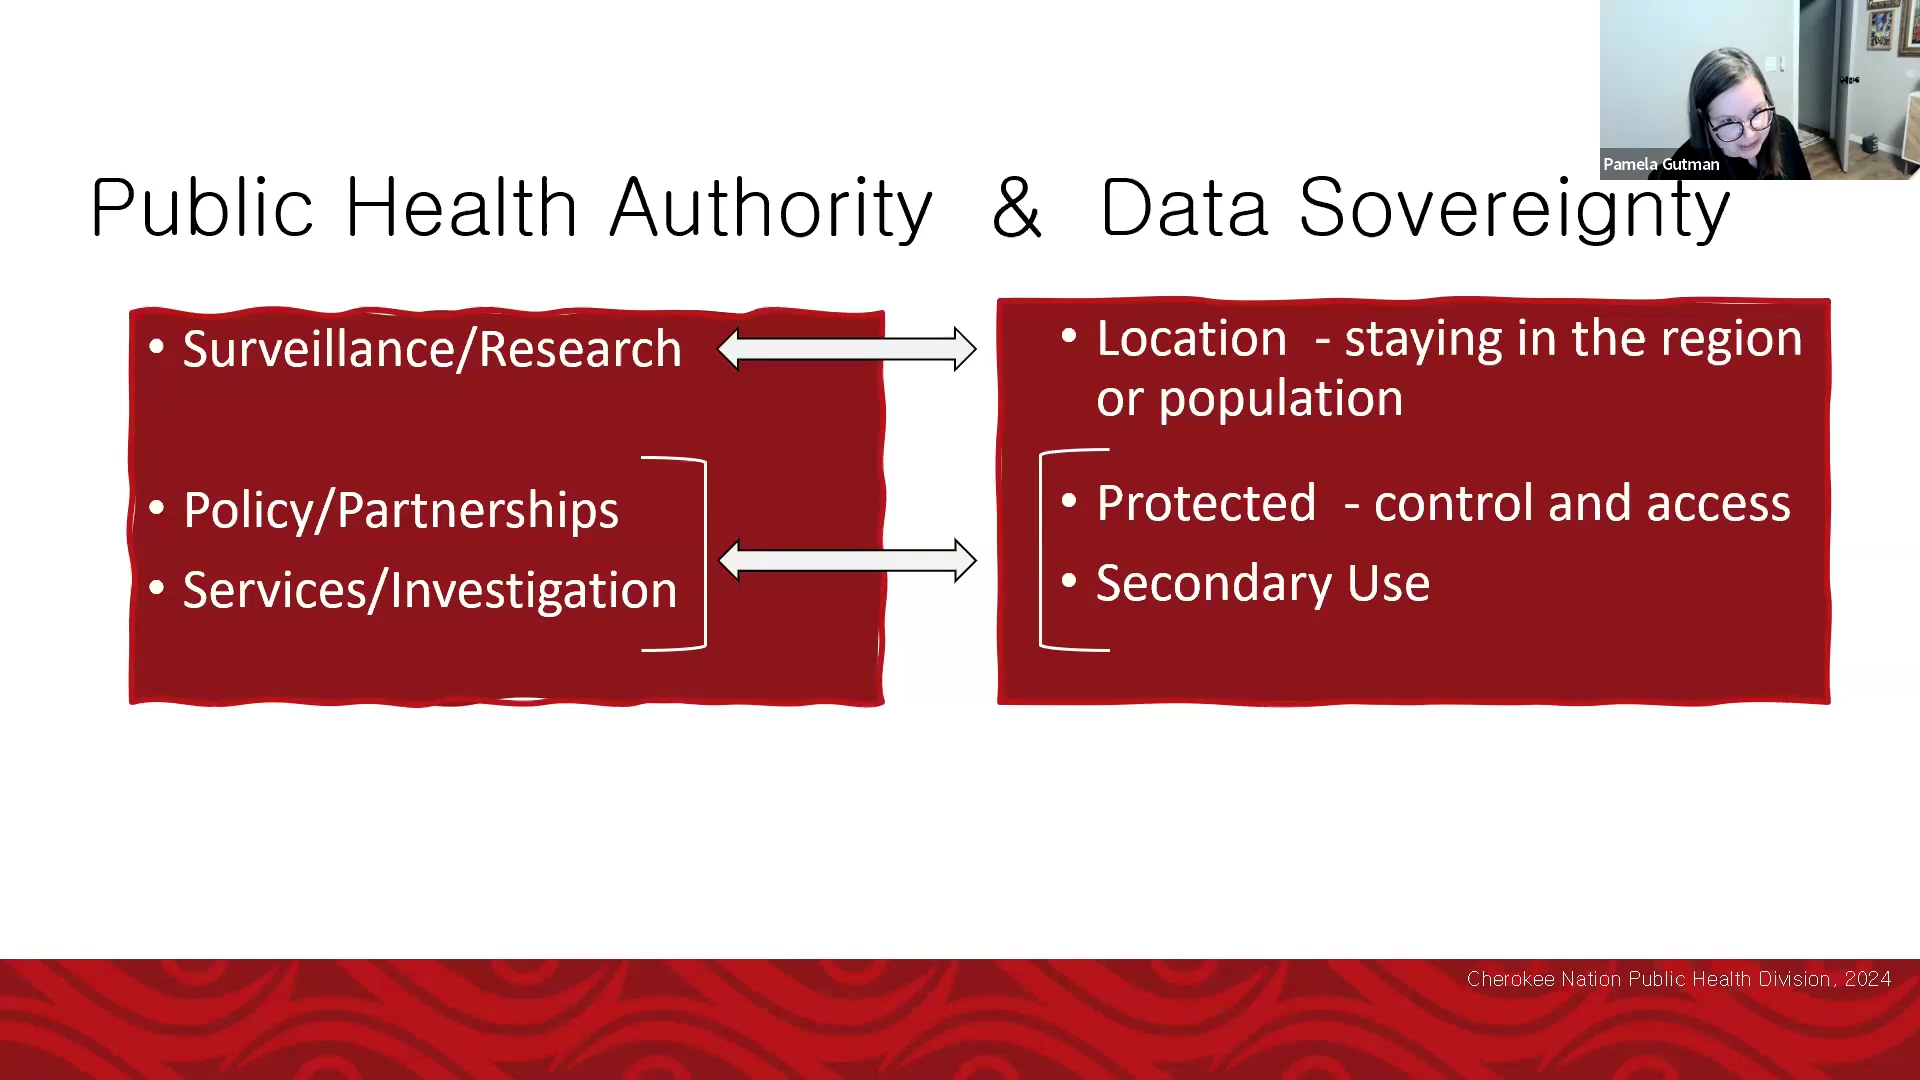 Pamela Gutman
Public Health Authority & Data Sovereignty
• Surveillance/Research
• Policy/Partnerships
• Services/Investigation
• Location - staying in the region
or population
• Protected - control and access
• Secondary Use
Cherokee Nation Public Health Division, 2024